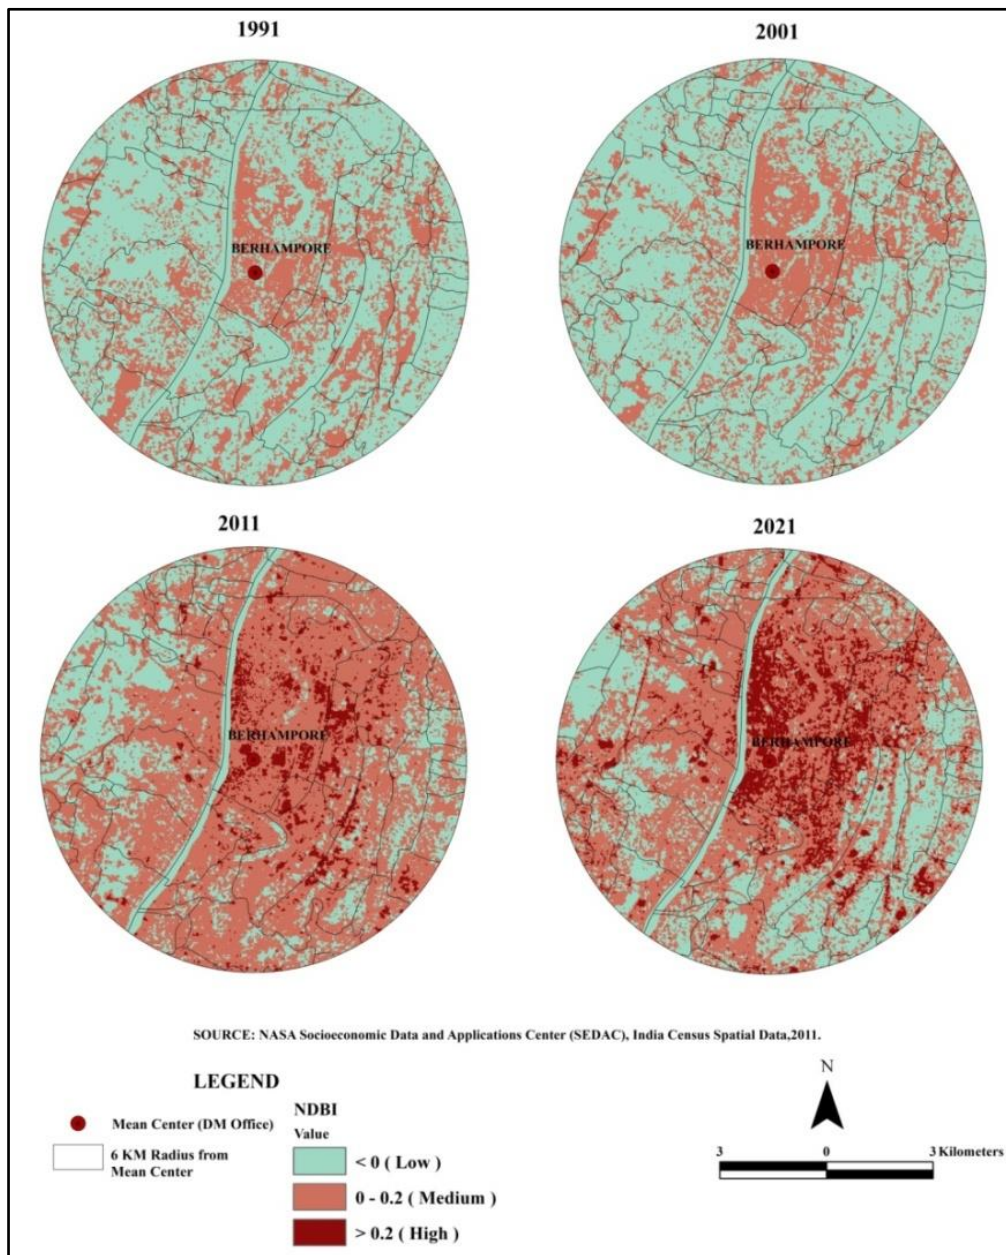 1991
2001
BERHAMPORE
BERHAMPORE
2011
2021
BERHAMPORE
BERHAMPORE
SOURCE: NASA Socioeconomic Data and Applications Center (SEDAC), India Census Spatial Data,2011.
LEGEND
Mean Center (DM Office)
6 KM Radius from
Mean Center
NDBI
Value
< 0 ( Low )
0 - 0.2 ( Medium )
> 0.2 ( High )
N
3 0 3 Kilometers